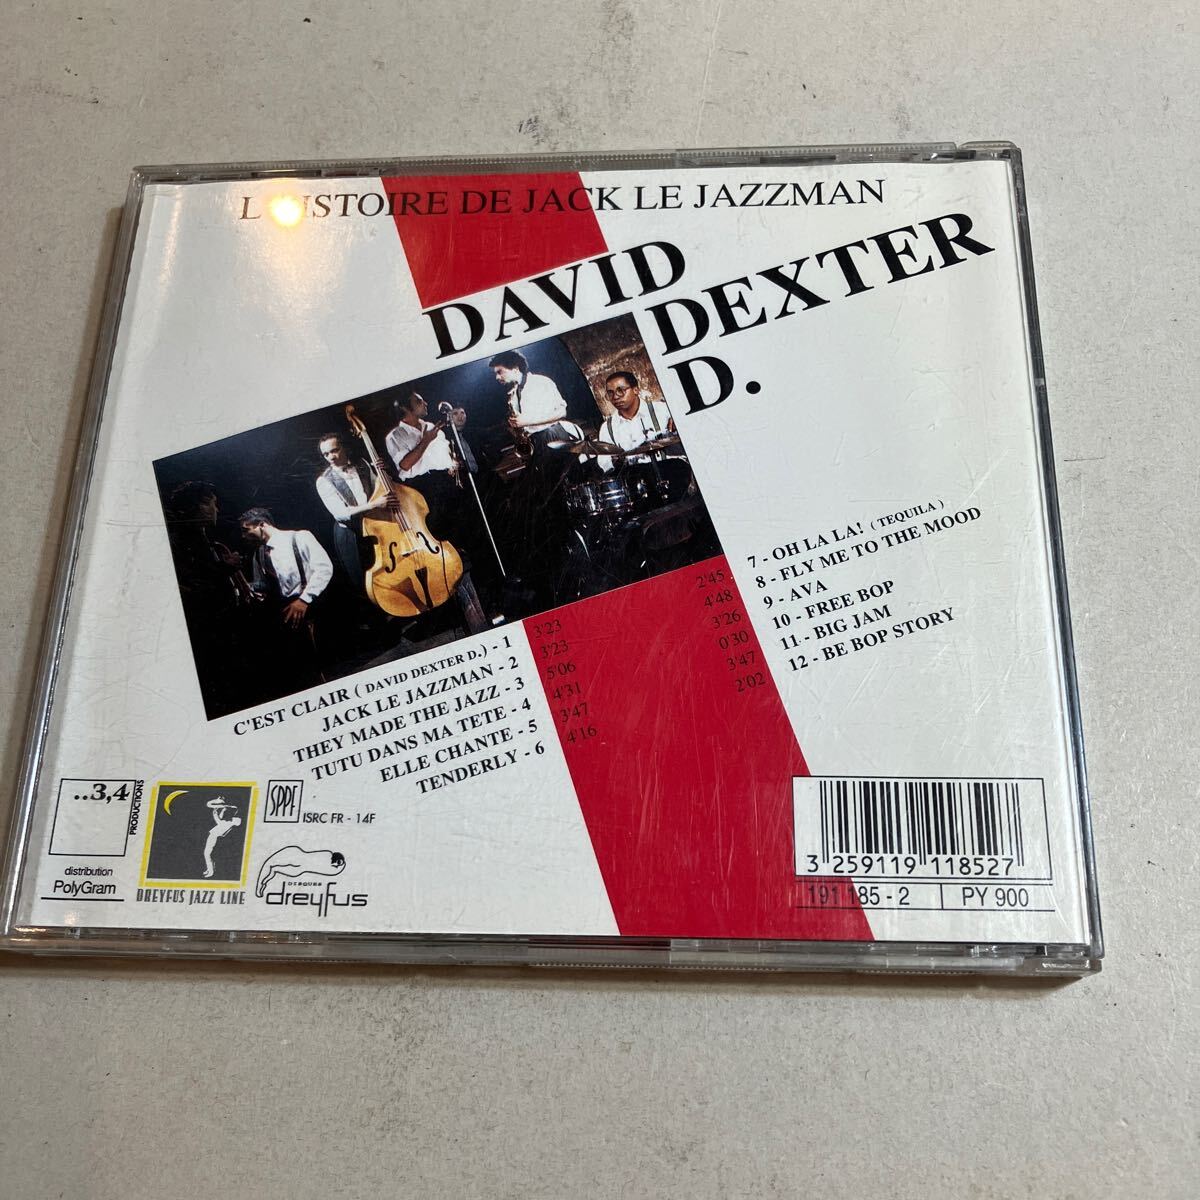 L'HISTOIRE DE JACK LE JAZZMAN
DAVID
DEXTER
D.
C'EST CLAIR ( DAVID DEXTER D.) - 1 3'23
JACK LE JAZZMAN - 2 3'23
THEY MADE THE JAZZ - 3 5'06
TUTU DANS MA TETE - 4 4'31
ELLE CHANTE - 5 3'47
TENDERLY - 6 4'16
2'45 7 - OH LA LA! ( TEQUILA )
4'48 8 - FLY ME TO THE MOOD
3'26 9 - AVA
0'30 10 - FREE BOP
3'47 11 - BIG JAM
2'02 12 - BE BOP STORY
..3,4
PRODUCTIONS
distribution
PolyGram
DREYFUS JAZZ LINE
SPPF
ISRC FR - 14F
DISQUES
dreyfus
3 259119 118527
191 185 - 2 PY 900